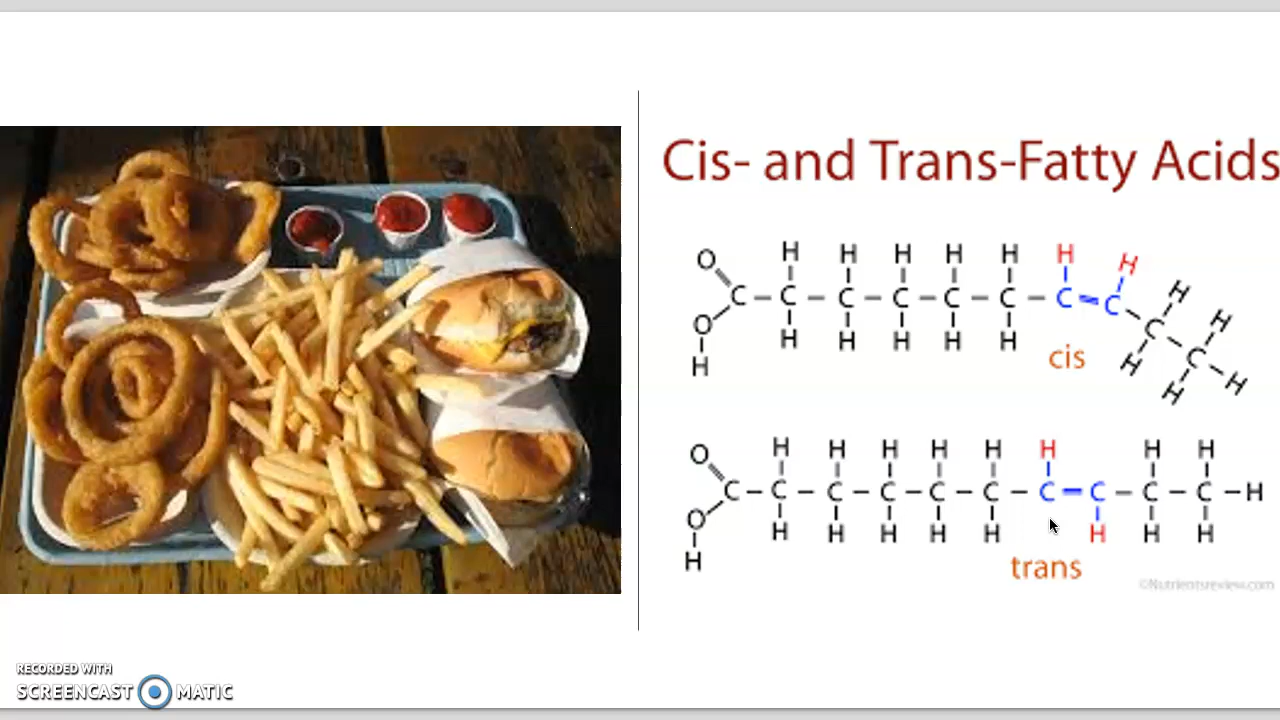 Cis- and Trans-Fatty Acids
H H H H H H H
O H
C – C – C – C – C – C – C = C C H
O H H H H H cis H C H
H H
H H H H H H H H
O
C – C – C – C – C – C – C = C – C – C – H
O H H H H H H H H
H trans
©Nutrientsreview.com
RECORDED WITH
SCREENCAST MATIC